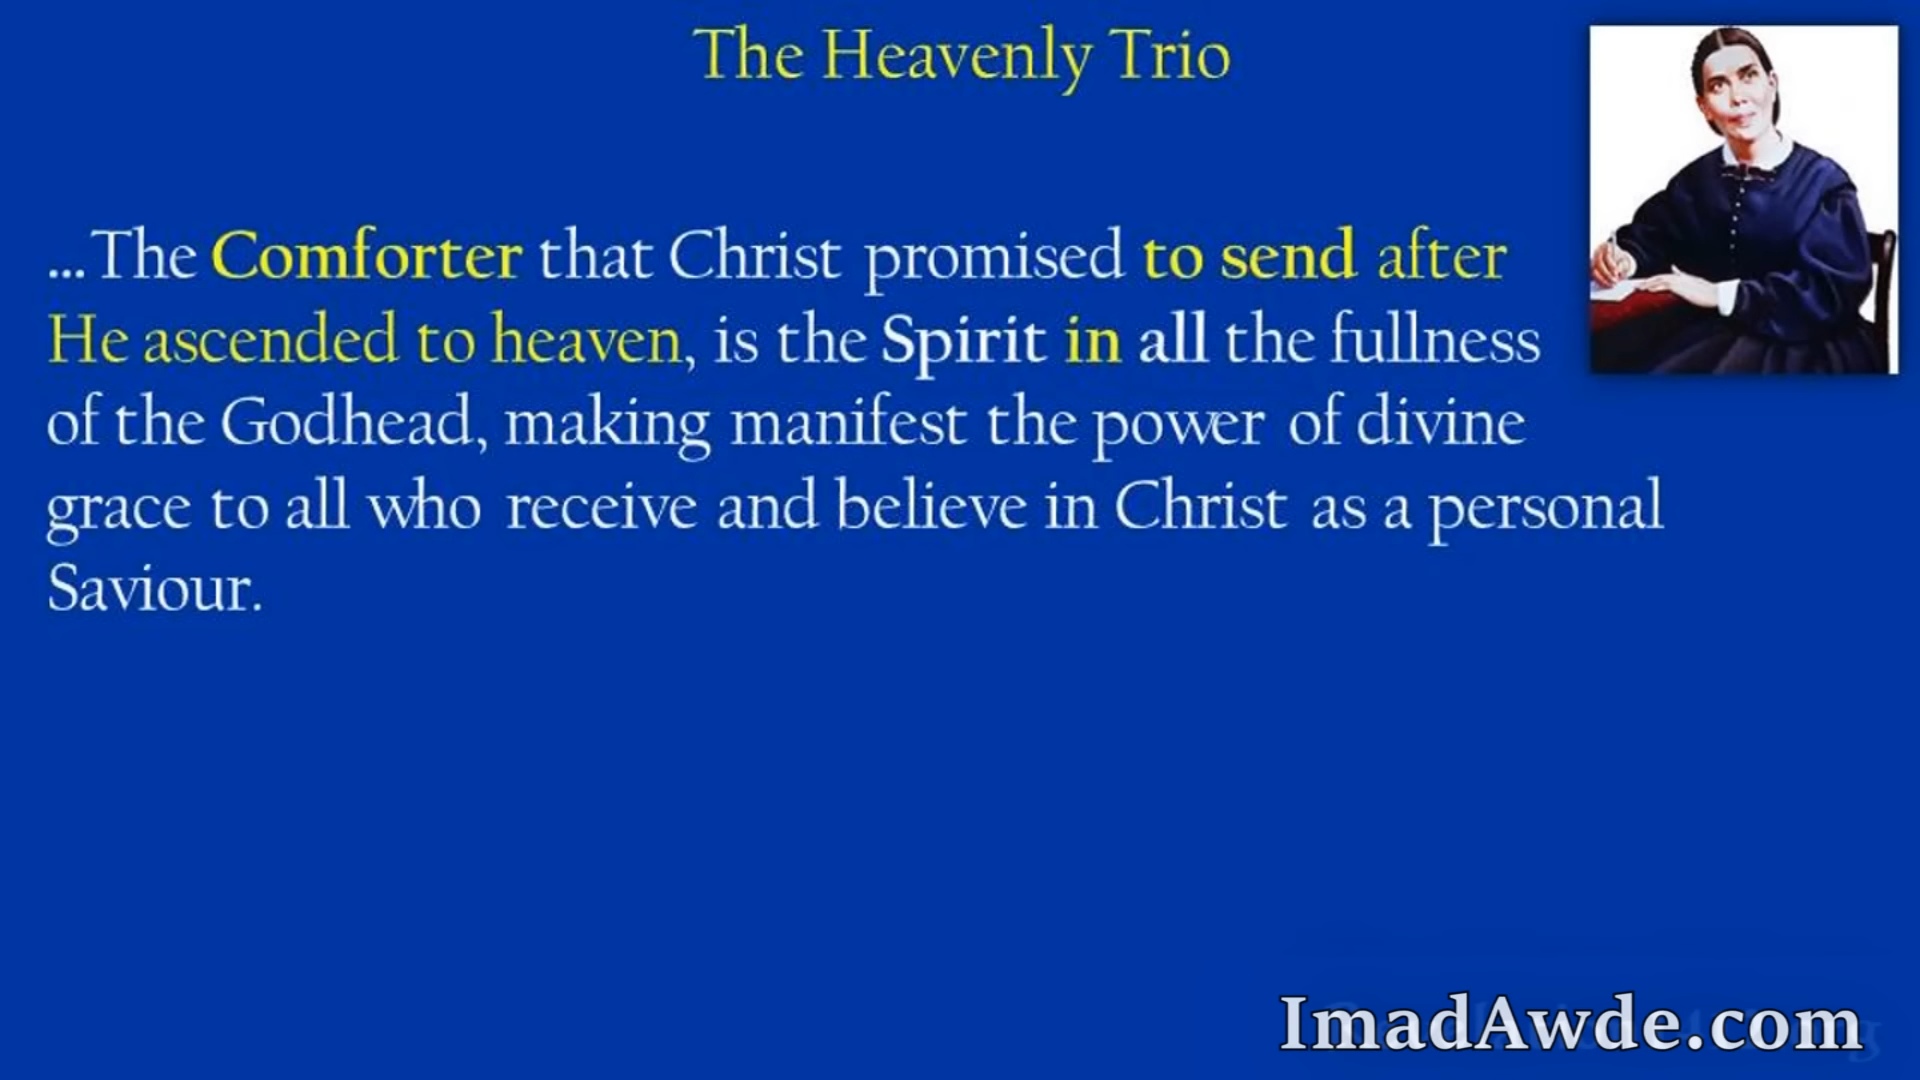 The Heavenly Trio
...The Comforter that Christ promised to send after
He ascended to heaven, is the Spirit in all the fullness
of the Godhead, making manifest the power of divine
grace to all who receive and believe in Christ as a personal
Saviour.
ImadAwde.com